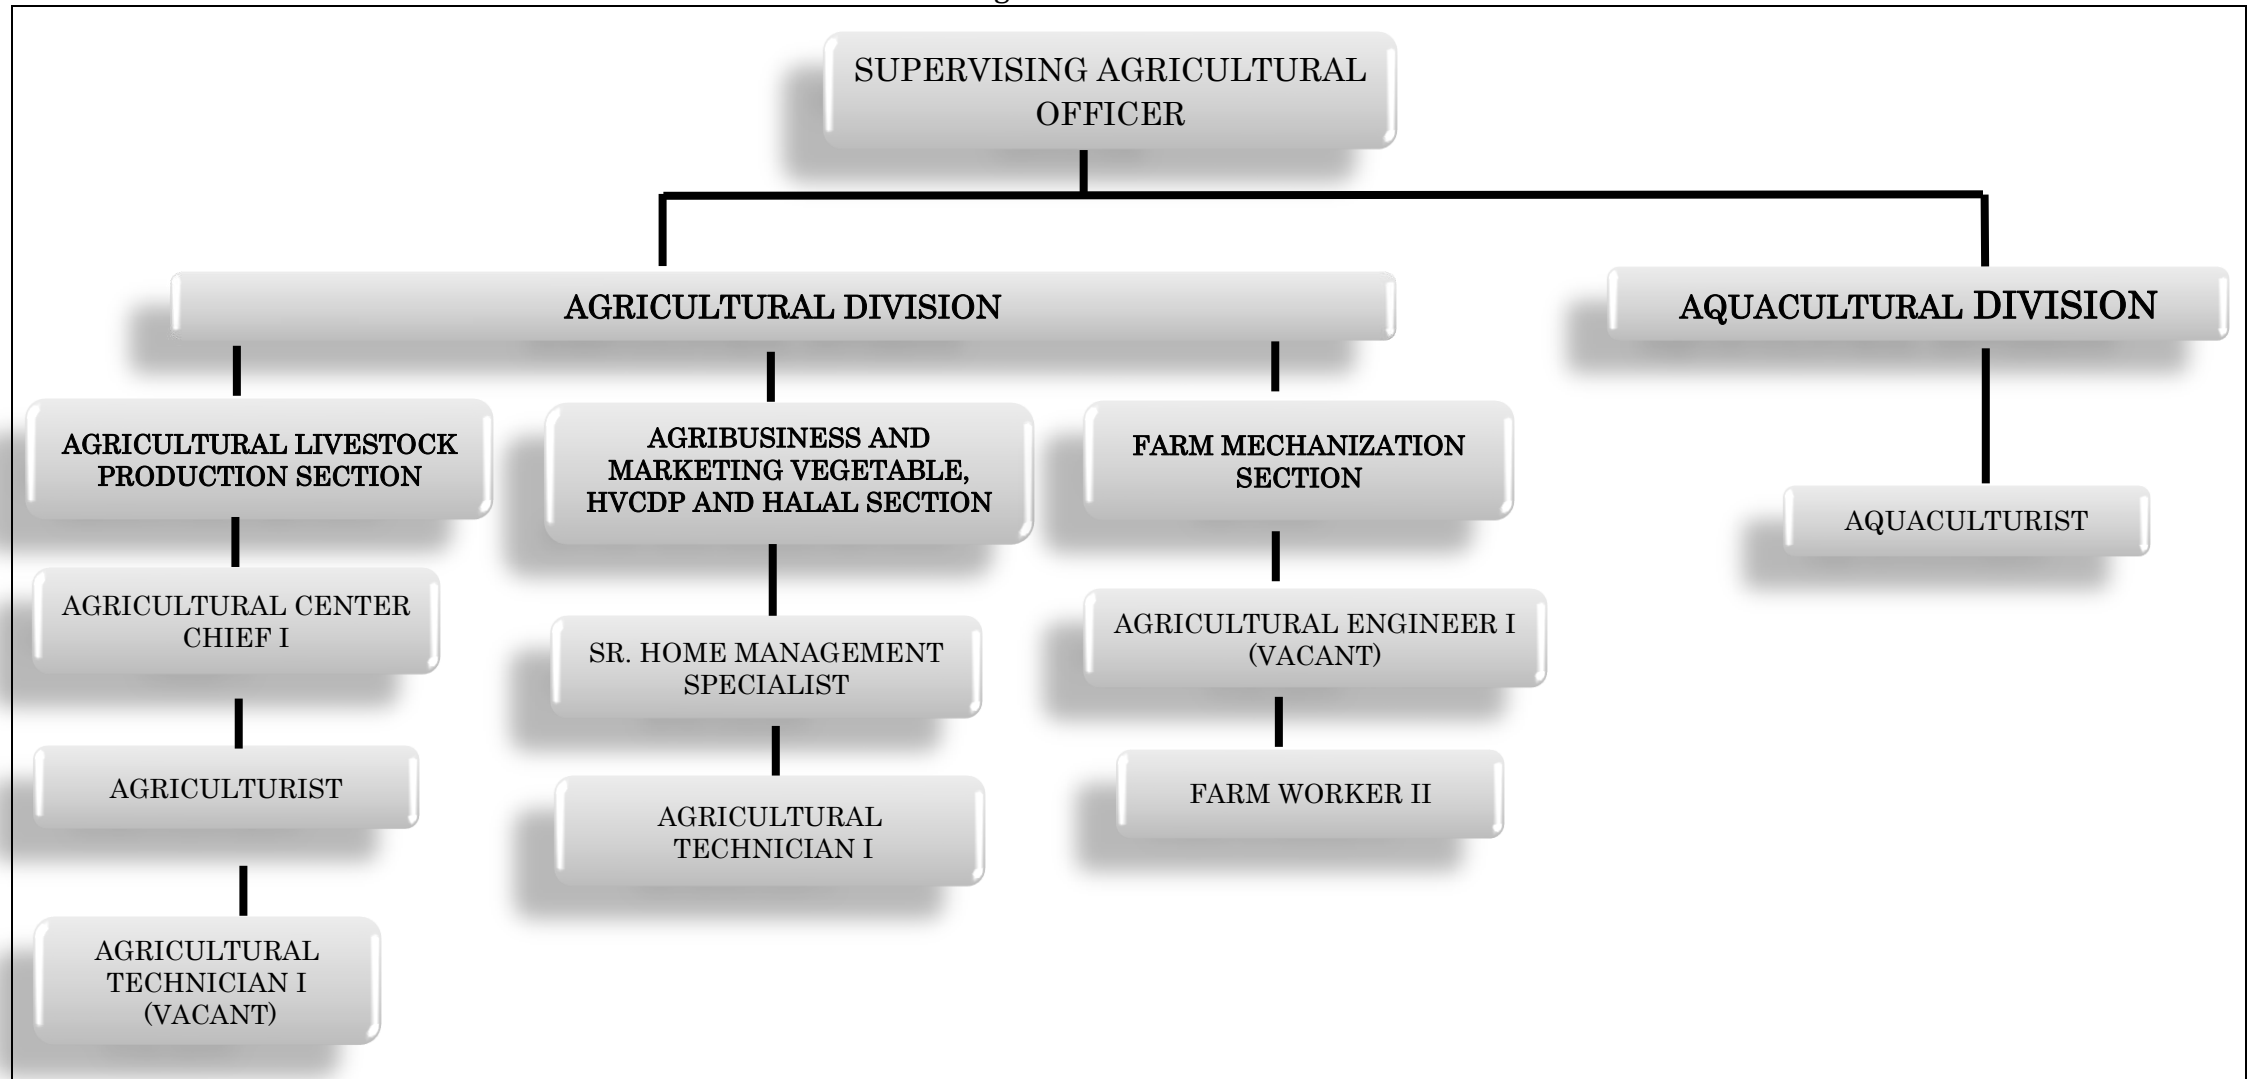 SUPERVISING AGRICULTURAL
OFFICER
AGRICULTURAL DIVISION
AQUACULTURAL DIVISION
AGRICULTURAL LIVESTOCK
PRODUCTION SECTION
AGRIBUSINESS AND
MARKETING VEGETABLE,
HVCDP AND HALAL SECTION
FARM MECHANIZATION
SECTION
AQUACULTURIST
AGRICULTURAL CENTER
CHIEF I
SR. HOME MANAGEMENT
SPECIALIST
AGRICULTURAL ENGINEER I
(VACANT)
AGRICULTURIST
AGRICULTURAL
TECHNICIAN I
FARM WORKER II
AGRICULTURAL
TECHNICIAN I
(VACANT)